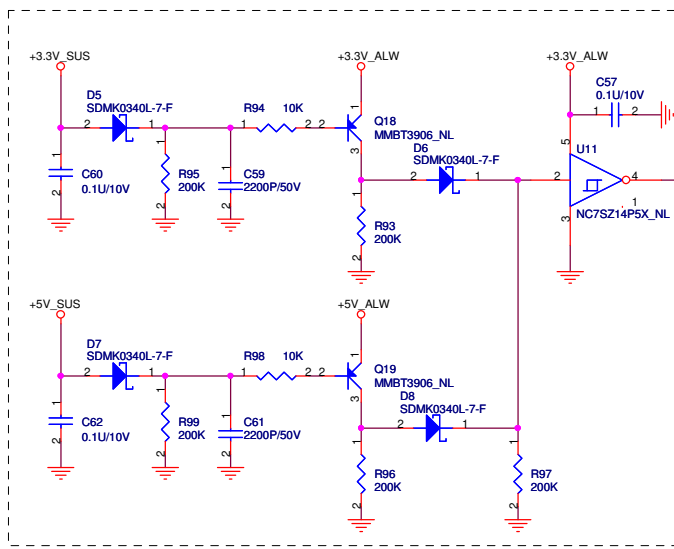 +3.3V_SUS
+3.3V_ALW
+3.3V_ALW
D5
SDMK0340L-7-F
R94 10K
Q18
MMBT3906_NL
C57
0.1U/10V
1 2
2 1
2 2
1
3
5
U11
2 4
3
1
NC7SZ14P5X_NL
D6
SDMK0340L-7-F
2 1
1
C60
0.1U/10V
2
1
R95
200K
2
1
C59
2200P/50V
2
1
R93
200K
2
+5V_SUS
+5V_ALW
D7
SDMK0340L-7-F
R98 10K
Q19
MMBT3906_NL
2 1
2 2
1
3
D8
SDMK0340L-7-F
2 1
1
C62
0.1U/10V
2
1
R99
200K
2
1
C61
2200P/50V
2
1
R96
200K
2
1
R97
200K
2